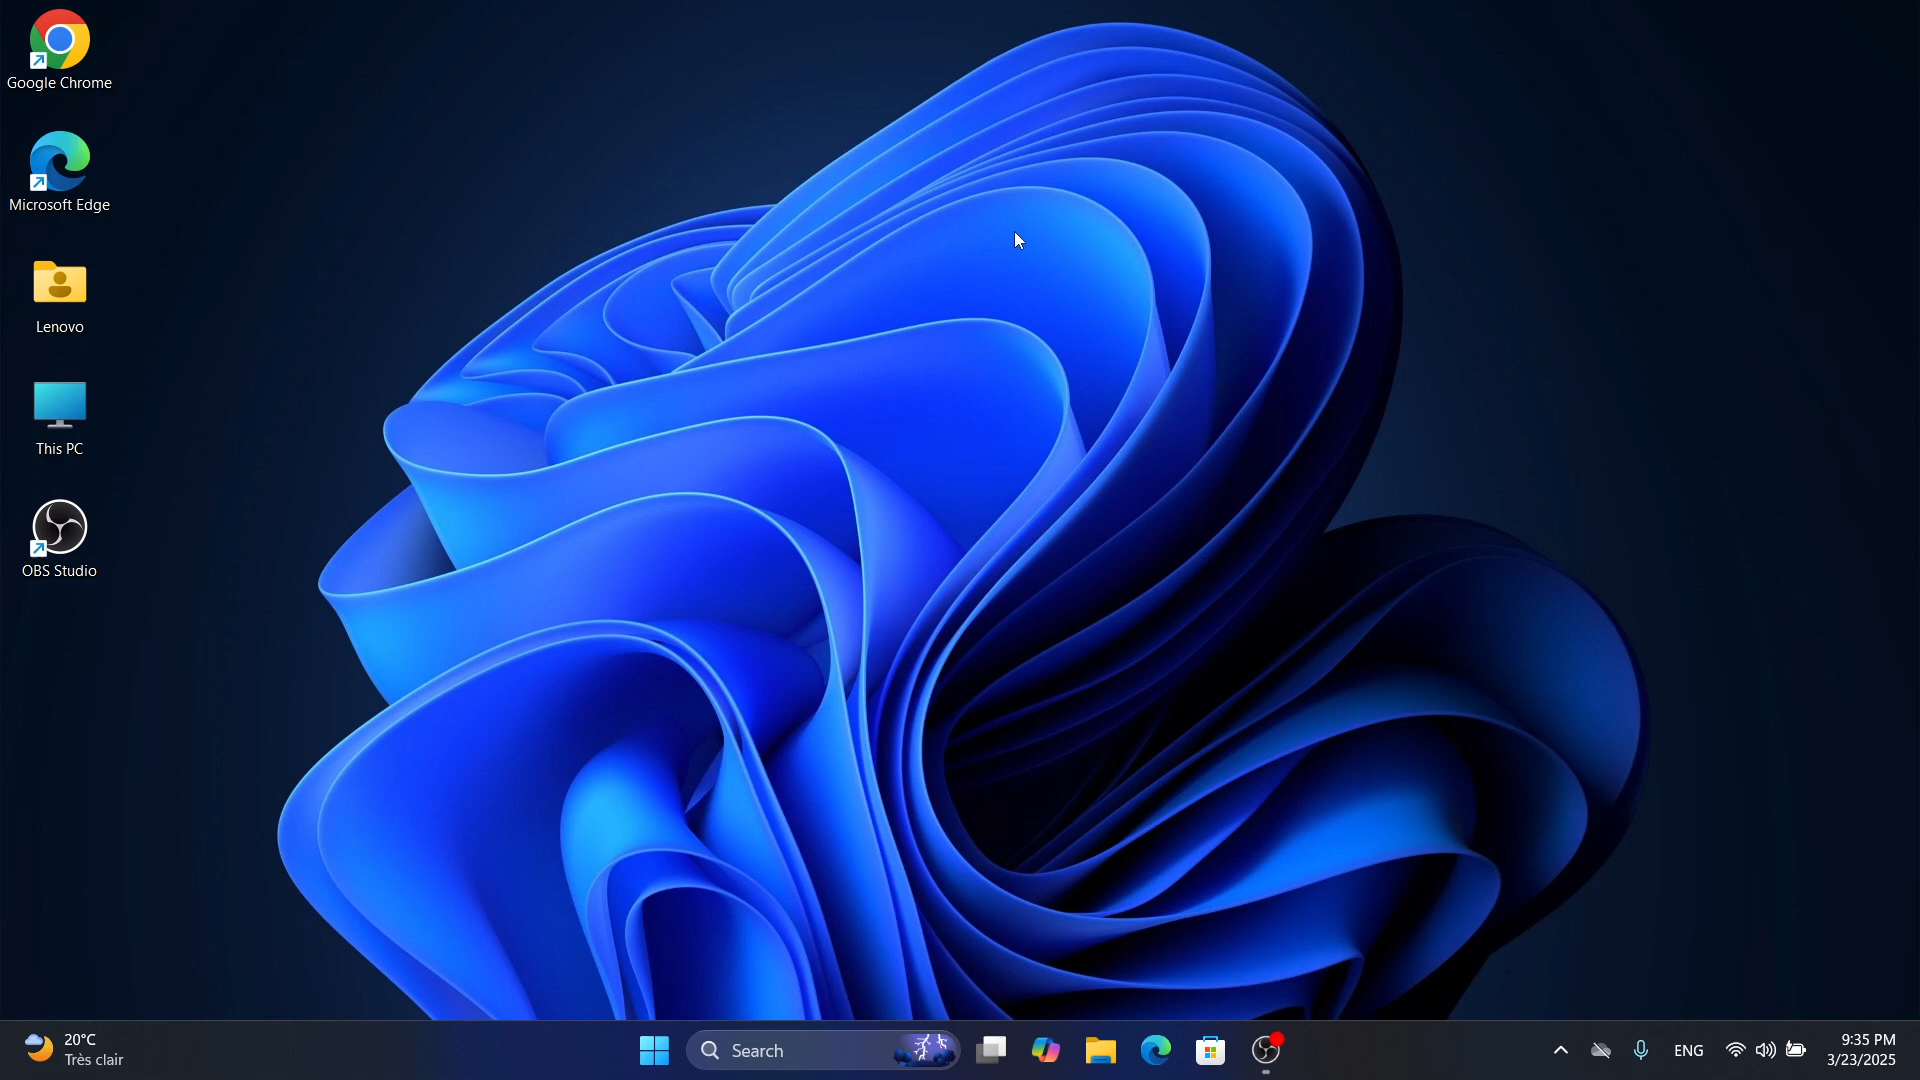 Google Chrome
Microsoft Edge
Lenovo
This PC
OBS Studio
20°C
Très clair
Search
ENG
9:35 PM
3/23/2025